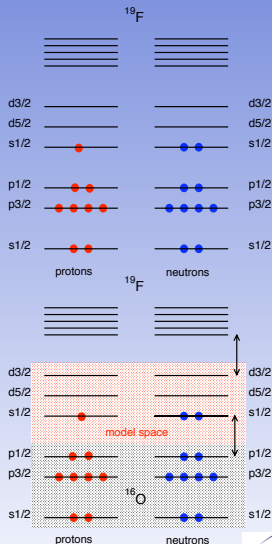 19F
d3/2 d3/2
d5/2 d5/2
s1/2 s1/2
p1/2 p1/2
p3/2 p3/2
s1/2 s1/2
protons neutrons
19F
d3/2 d3/2
d5/2 d5/2
s1/2 s1/2
model space
p1/2 p1/2
p3/2 p3/2
16O
s1/2 s1/2
protons neutrons